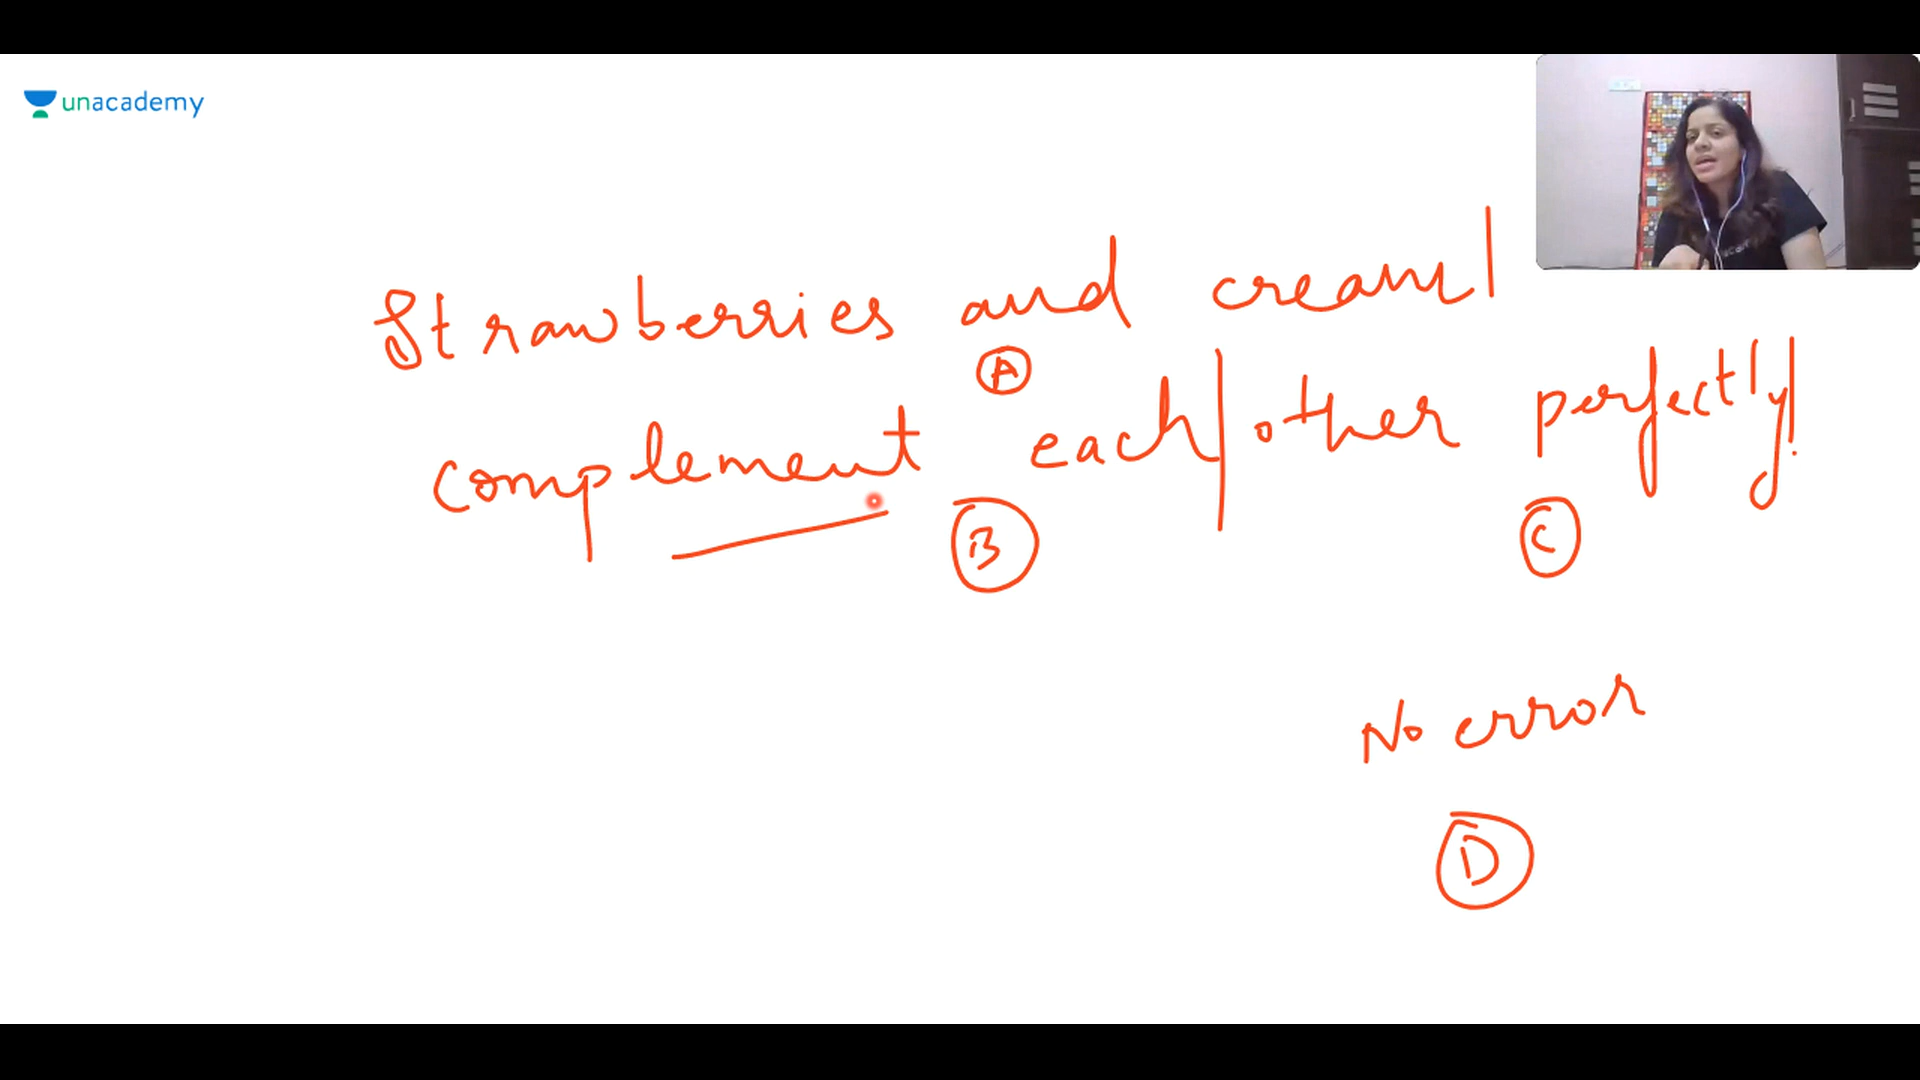 unacademy
Strawberries and cream|
A
complement each| other perfectly|.
B C
No error
D